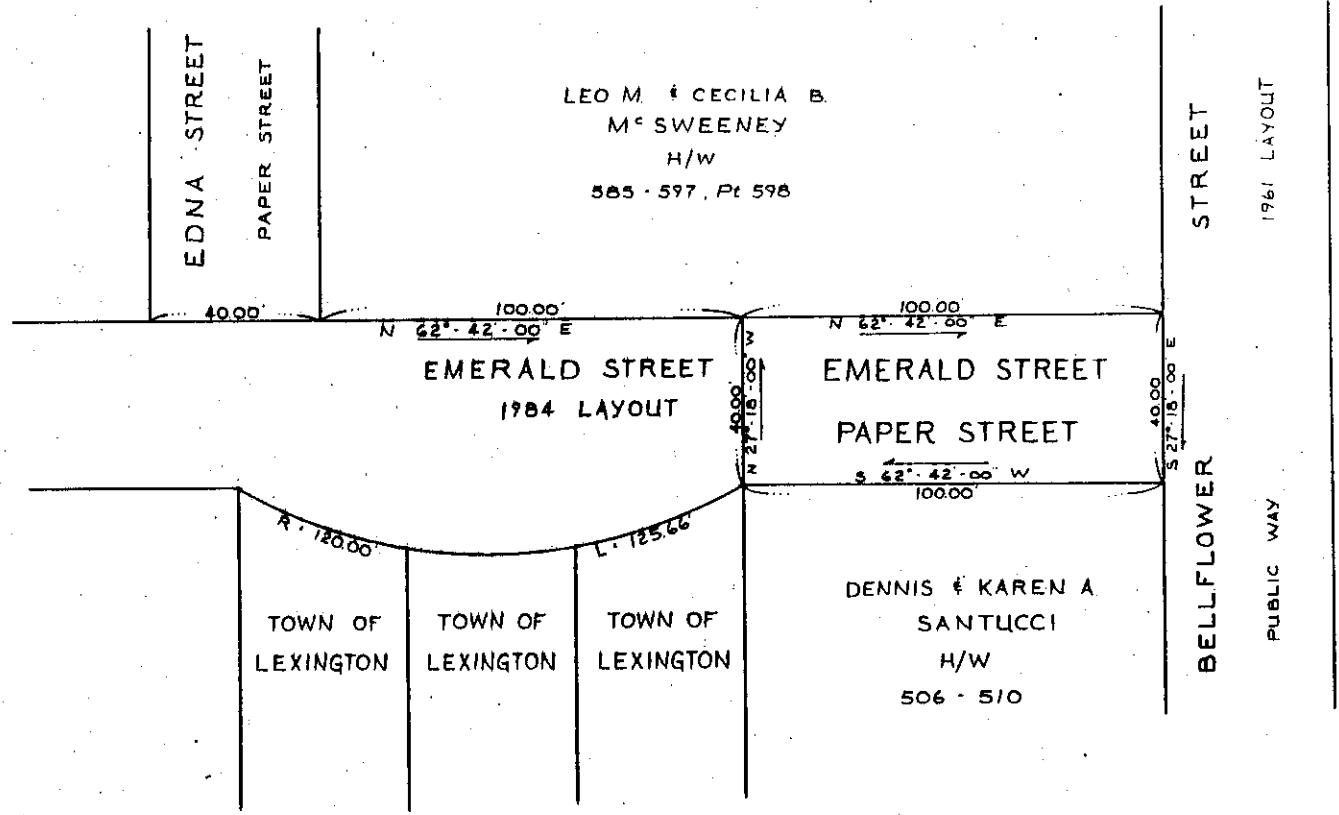 EDNA STREET
PAPER STREET
LEO M. & CECILIA B.
McSWEENEY
H/W
585 - 597, Pt 598
STREET
1961 LAYOUT
40.00'
100.00'
100.00'
N 62°-42'-00" E
N 62°-42'-00" E
EMERALD STREET
1984 LAYOUT
40.00'
N 27°-18'-00" W
EMERALD STREET
PAPER STREET
40.00'
S 27°-18'-00" E
S 62°-42'-00" W
100.00'
R = 120.00'
L = 125.66'
TOWN OF
LEXINGTON
TOWN OF
LEXINGTON
TOWN OF
LEXINGTON
DENNIS & KAREN A
SANTUCCI
H/W
506 - 510
BELLFLOWER
PUBLIC WAY